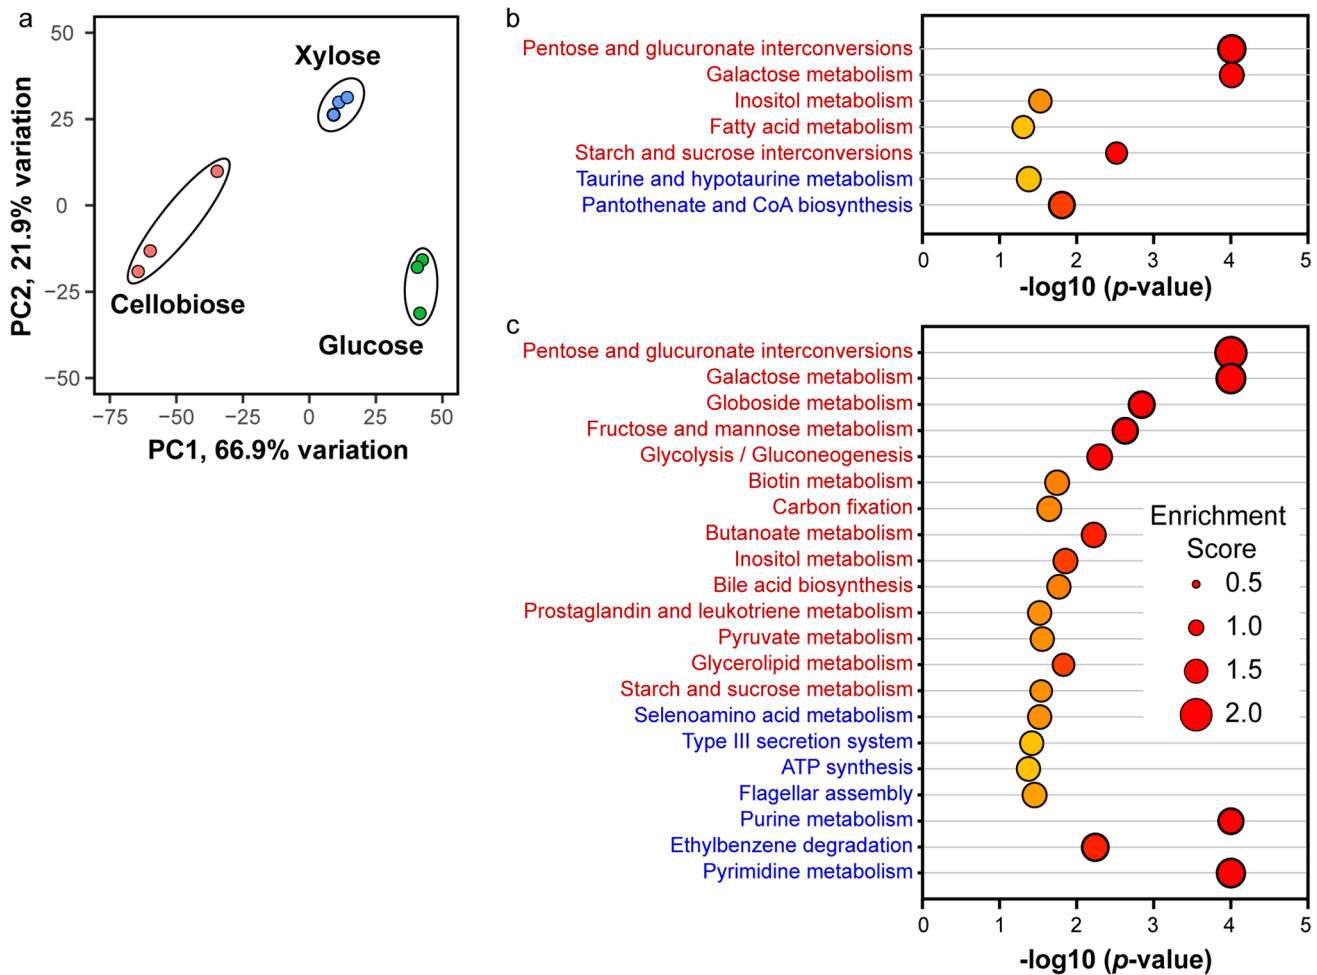 a
50
25
0
−25
−50
PC2, 21.9% variation
Xylose
Cellobiose
Glucose
−75 −50 −25 0 25 50
PC1, 66.9% variation
b
Pentose and glucuronate interconversions
Galactose metabolism
Inositol metabolism
Fatty acid metabolism
Starch and sucrose interconversions
Taurine and hypotaurine metabolism
Pantothenate and CoA biosynthesis
0 1 2 3 4 5
-log10 (p-value)
c
Pentose and glucuronate interconversions
Galactose metabolism
Globoside metabolism
Fructose and mannose metabolism
Glycolysis / Gluconeogenesis
Biotin metabolism
Carbon fixation
Butanoate metabolism
Inositol metabolism
Bile acid biosynthesis
Prostaglandin and leukotriene metabolism
Pyruvate metabolism
Glycerolipid metabolism
Starch and sucrose metabolism
Selenoamino acid metabolism
Type III secretion system
ATP synthesis
Flagellar assembly
Purine metabolism
Ethylbenzene degradation
Pyrimidine metabolism
Enrichment
Score
0.5
1.0
1.5
2.0
0 1 2 3 4 5
-log10 (p-value)